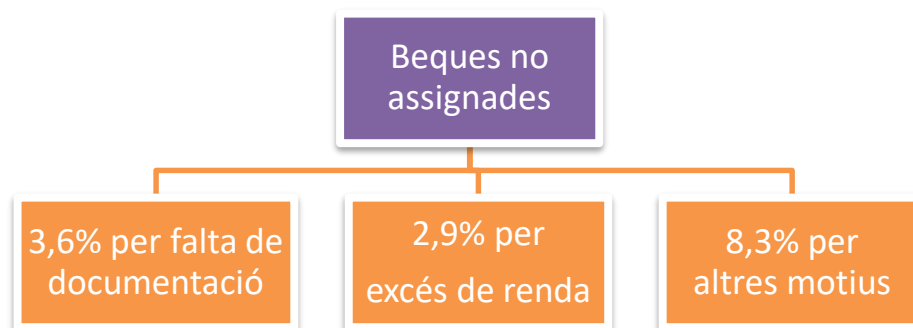 Beques no
assignades
3,6% per falta de
documentació
2,9% per
excés de renda
8,3% per
altres motius